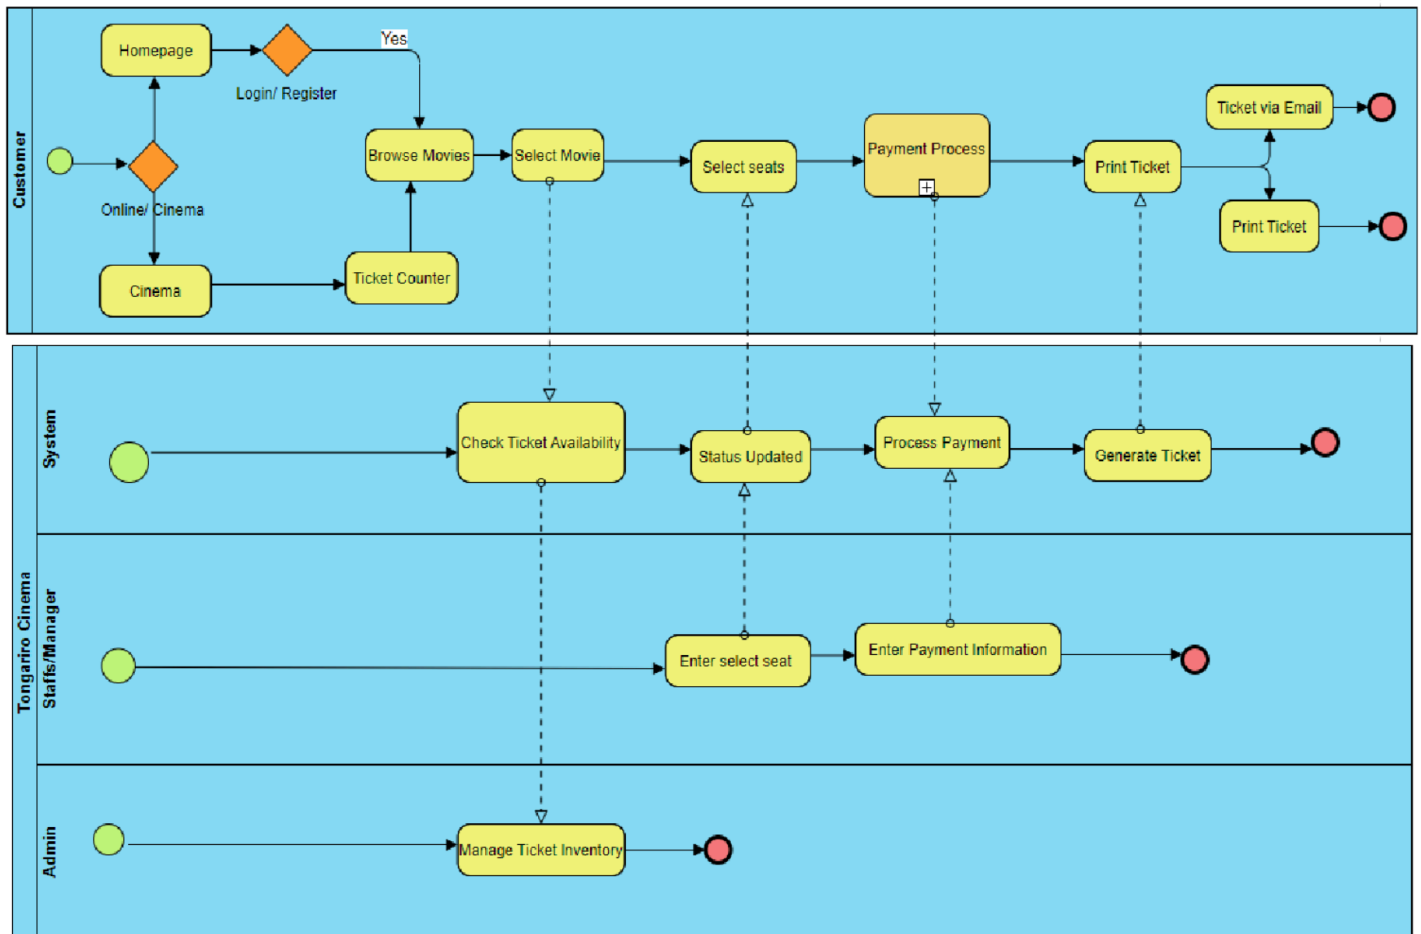 Customer
Homepage
Yes
Login/ Register
Online/ Cinema
Cinema
Ticket Counter
Browse Movies
Select Movie
Select seats
Payment Process
Print Ticket
Ticket via Email
Print Ticket
Tongariro Cinema
System
Check Ticket Availability
Status Updated
Process Payment
Generate Ticket
Staffs/Manager
Enter select seat
Enter Payment Information
Admin
Manage Ticket Inventory